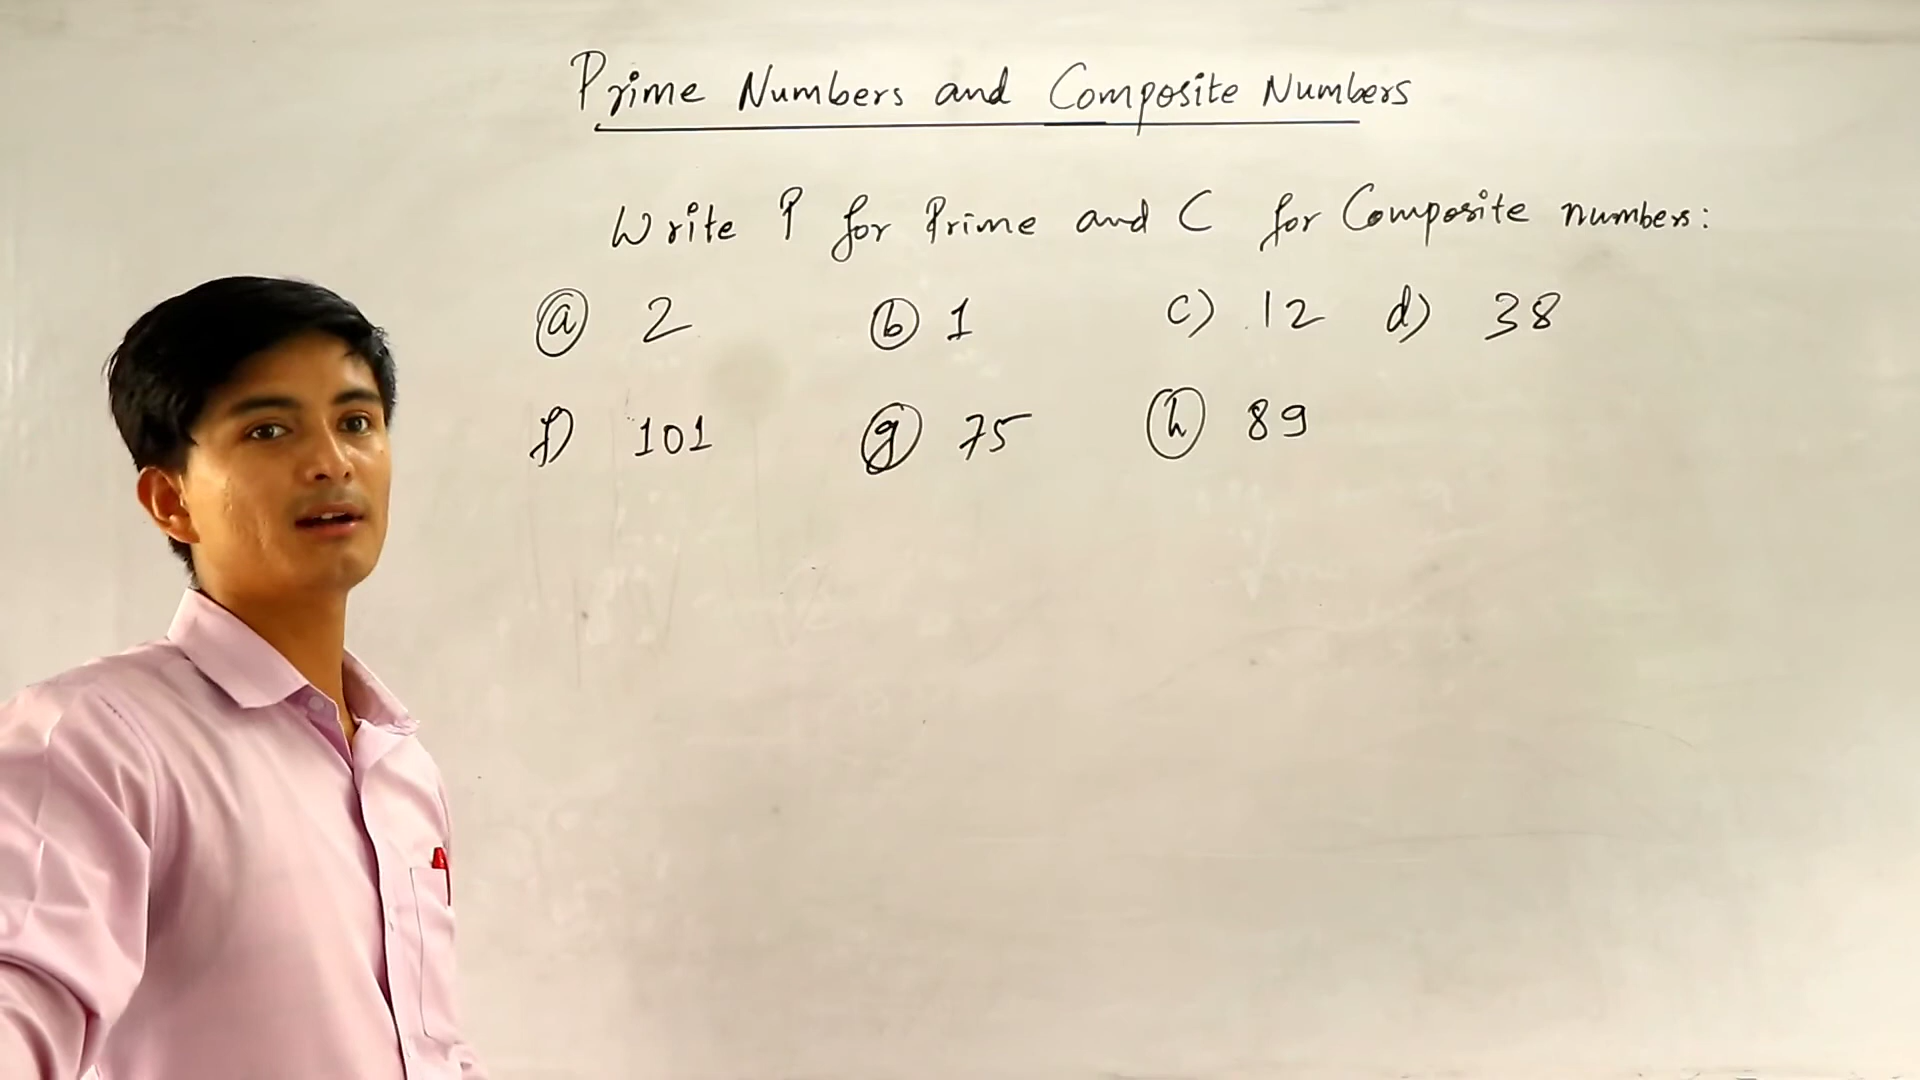 Prime Numbers and Composite Numbers
Write P for Prime and C for Composite numbers:
(a) 2 (b) 1 c) 12 d) 38
f) 101 (g) 75 (h) 89